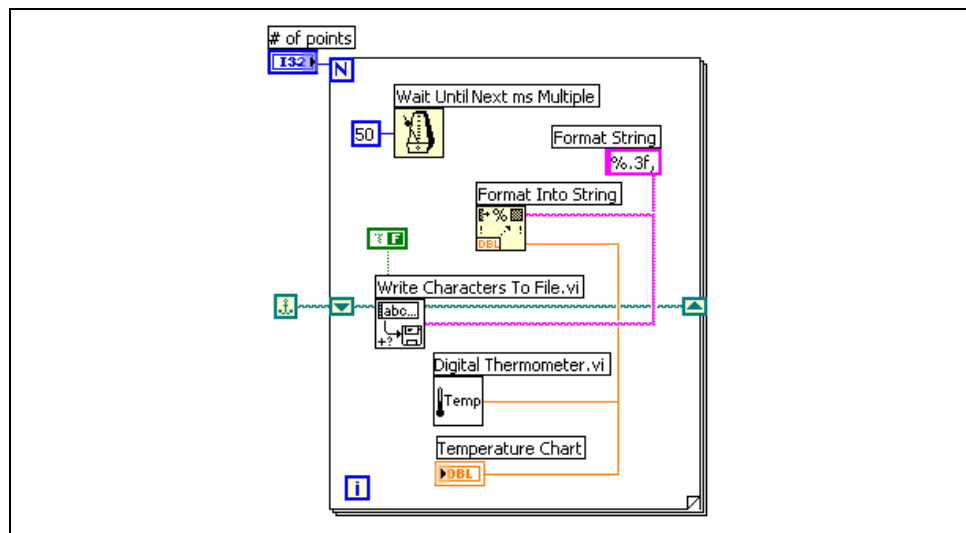 # of points
I32
N
Wait Until Next ms Multiple
50
Format String
%.3f,
Format Into String
%
DBL
F
Write Characters To File.vi
abc...
+?
Digital Thermometer.vi
Temp
Temperature Chart
DBL
i